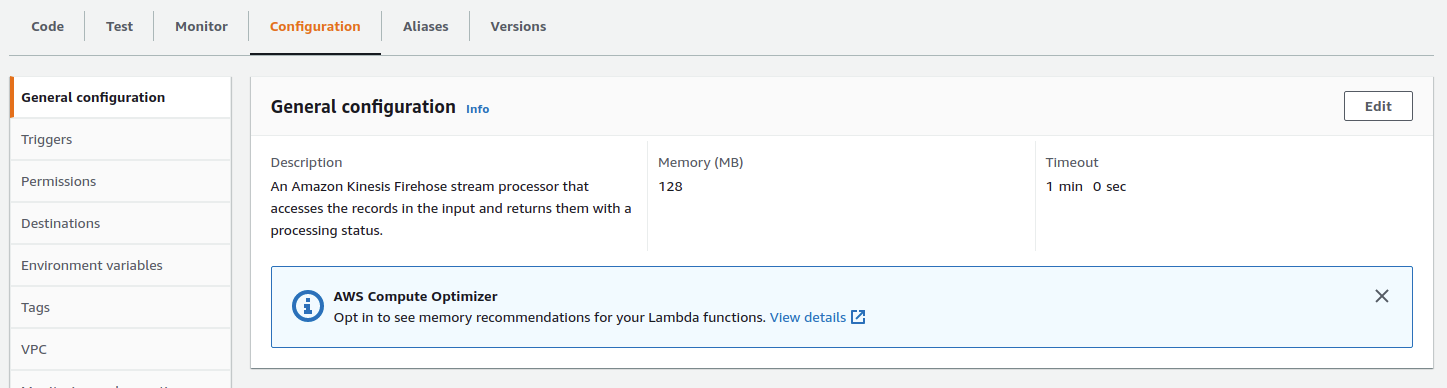 Code Test Monitor Configuration Aliases Versions
General configuration
Triggers
Permissions
Destinations
Environment variables
Tags
VPC
General configuration Info
Edit
Description
An Amazon Kinesis Firehose stream processor that
accesses the records in the input and returns them with a
processing status.
Memory (MB)
128
Timeout
1 min 0 sec
AWS Compute Optimizer
Opt in to see memory recommendations for your Lambda functions. View details